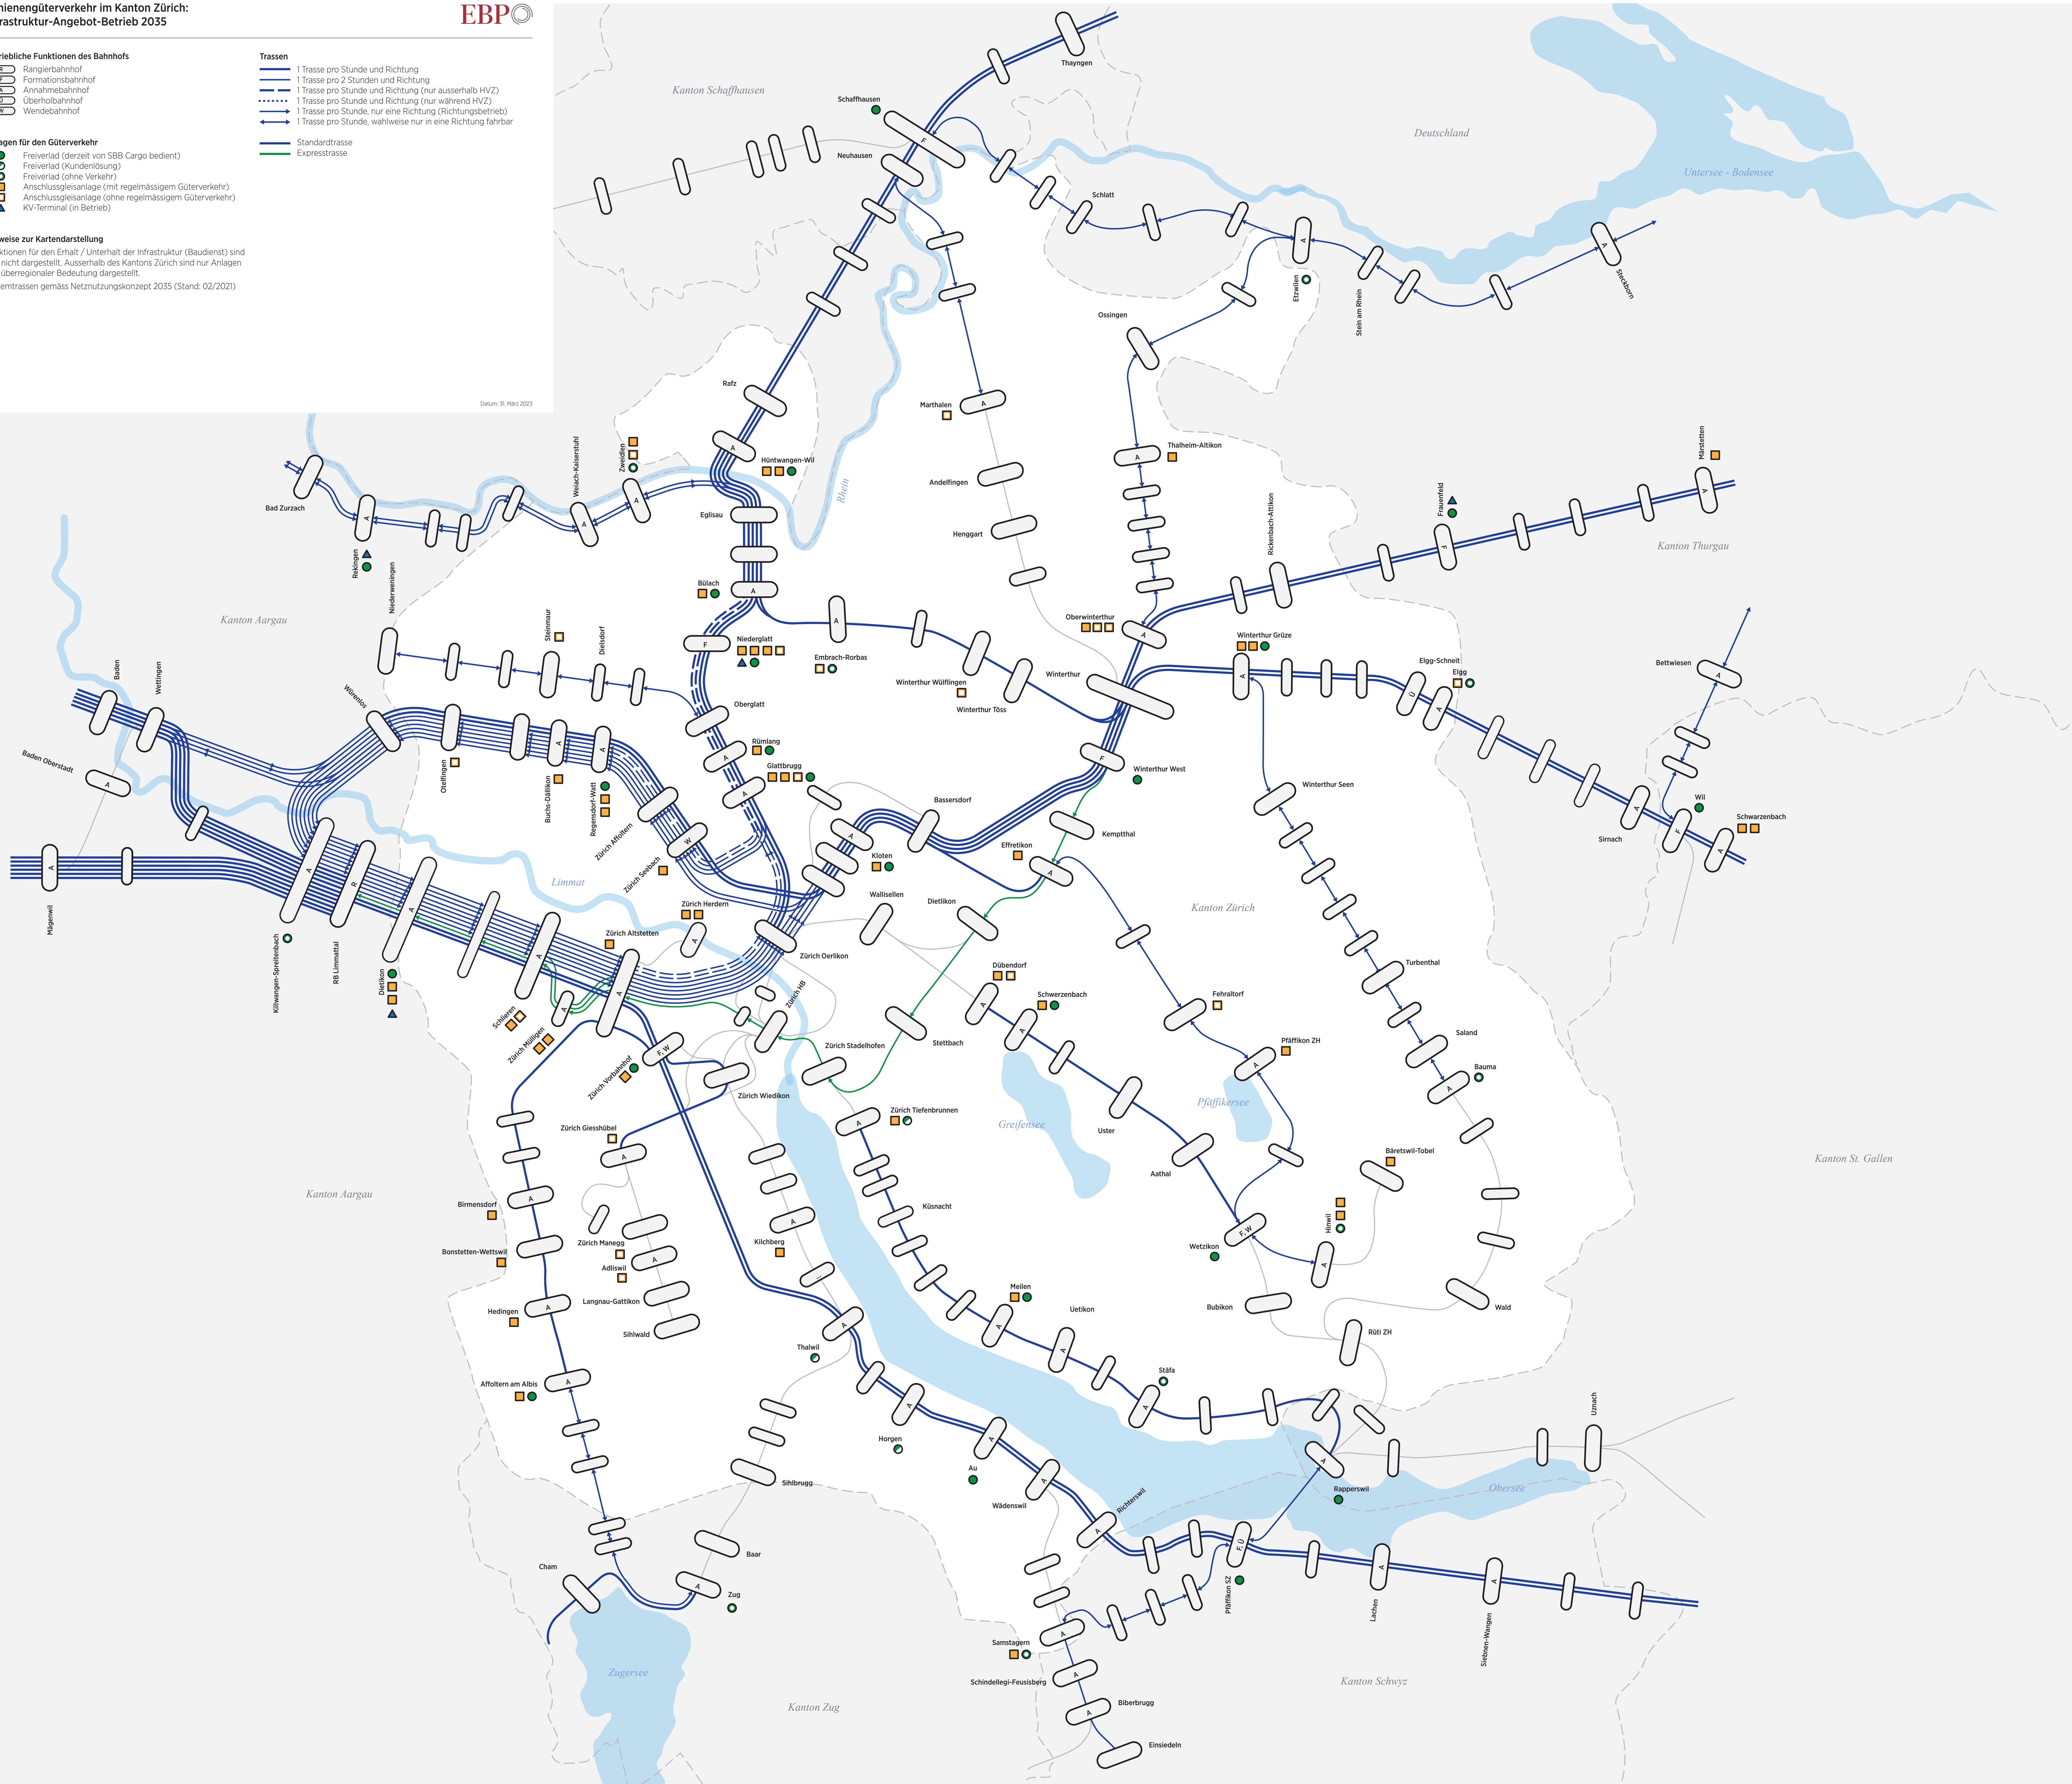 nienengüterverkehr im Kanton Zürich:
rastruktur-Angebot-Betrieb 2035
EBP
riebliche Funktionen des Bahnhofs
Rangierbahnhof
Formationsbahnhof
Annahmebahnhof
Überholbahnhof
Wendebahnhof
agen für den Güterverkehr
Freiverlad (derzeit von SBB Cargo bedient)
Freiverlad (Kundenlösung)
Freiverlad (ohne Verkehr)
Anschlussgleisanlage (mit regelmässigem Güterverkehr)
Anschlussgleisanlage (ohne regelmässigem Güterverkehr)
KV-Terminal (in Betrieb)
weise zur Kartendarstellung
ktionen für den Erhalt / Unterhalt der Infrastruktur (Baudienst) sind
nicht dargestellt. Ausserhalb des Kantons Zürich sind nur Anlagen
überregionaler Bedeutung dargestellt.
emtrassen gemäss Netznutzungskonzept 2035 (Stand: 02/2021)
Trassen
1 Trasse pro Stunde und Richtung
1 Trasse pro 2 Stunden und Richtung
1 Trasse pro Stunde und Richtung (nur ausserhalb HVZ)
1 Trasse pro Stunde und Richtung (nur während HVZ)
1 Trasse pro Stunde, nur eine Richtung (Richtungsbetrieb)
1 Trasse pro Stunde, wahlweise nur in eine Richtung fahrbar
Standardtrasse
Expresstrasse
Datum: 31. März 2023
Kanton Schaffhausen
Deutschland
Untersee - Bodensee
Thayngen
Schaffhausen
F
Neuhausen
Schlatt
A
Etzwilen
Stein am Rhein
A
Steckborn
Ossingen
Rafz
Marthalen
A
Andelfingen
Henggart
Rhein
Thalheim-Altikon
A
Hüntwangen-Wil
A
Zweidlen
A
Weiach-Kaiserstuhl
A
Bad Zurzach
Rekingen
A
Eglisau
Bülach
A
Niederweningen
Steinmaur
Dielsdorf
Niederglatt
F
Embrach-Rorbas
A
Winterthur Wülflingen
Winterthur Töss
Winterthur
Oberwinterthur
A
Rickenbach-Attikon
Frauenfeld
F
Märstetten
A
Kanton Thurgau
Winterthur Grüze
A
Elgg-Schneit
Ü
Elgg
A
Bettwiesen
A
Sirnach
A
Wil
F
Schwarzenbach
A
Kanton Aargau
Baden
Wettingen
Würenlos
Baden Oberstadt
A
Otelfingen
Buchs-Dällikon
A
Regensdorf-Watt
A
Oberglatt
Rümlang
A
Glattbrugg
A
Zürich Affoltern
Zürich Seebach
W
Bassersdorf
Kloten
A
Winterthur West
F
Kemptthal
Effretikon
A
Winterthur Seen
Mägenwil
A
Killwangen-Spreitenbach
A
RB Limmattal
R
Dietikon
A
Limmat
Schlieren
A
Zürich Mülligen
A
Zürich Altstetten
A
Zürich Herdern
A
Zürich Oerlikon
Wallisellen
Dietlikon
Kanton Zürich
Zürich HB
Zürich Stadelhofen
Stettbach
Zürich Vorbahnhof
F, W
Zürich Wiedikon
Dübendorf
A
Schwerzenbach
A
Greifensee
Uster
Aathal
Fehraltorf
Pfäffikon ZH
A
Pfäffikersee
Turbenthal
Saland
Bauma
A
Zürich Giesshübel
A
Zürich Manegg
Adliswil
A
Langnau-Gattikon
Sihlwald
Zürich Tiefenbrunnen
A
Küsnacht
Kilchberg
A
Wetzikon
F, W
Hinwil
A
Bäretswil-Tobel
Bubikon
Rüti ZH
Wald
Kanton St. Gallen
Kanton Aargau
Birmensdorf
A
Bonstetten-Wettswil
Hedingen
A
Affoltern am Albis
A
Thalwil
A
Horgen
A
Au
A
Wädenswil
A
Richterswil
A
Meilen
A
Uetikon
A
Stäfa
A
Rapperswil
A
Uznach
Obersee
Sihlbrugg
Baar
Cham
Zug
A
Zugersee
Kanton Zug
Pfäffikon SZ
F, Ü
Lachen
A
Siebnen-Wangen
A
Samstagern
A
Schindellegi-Feusisberg
A
Biberbrugg
A
Einsiedeln
Kanton Schwyz